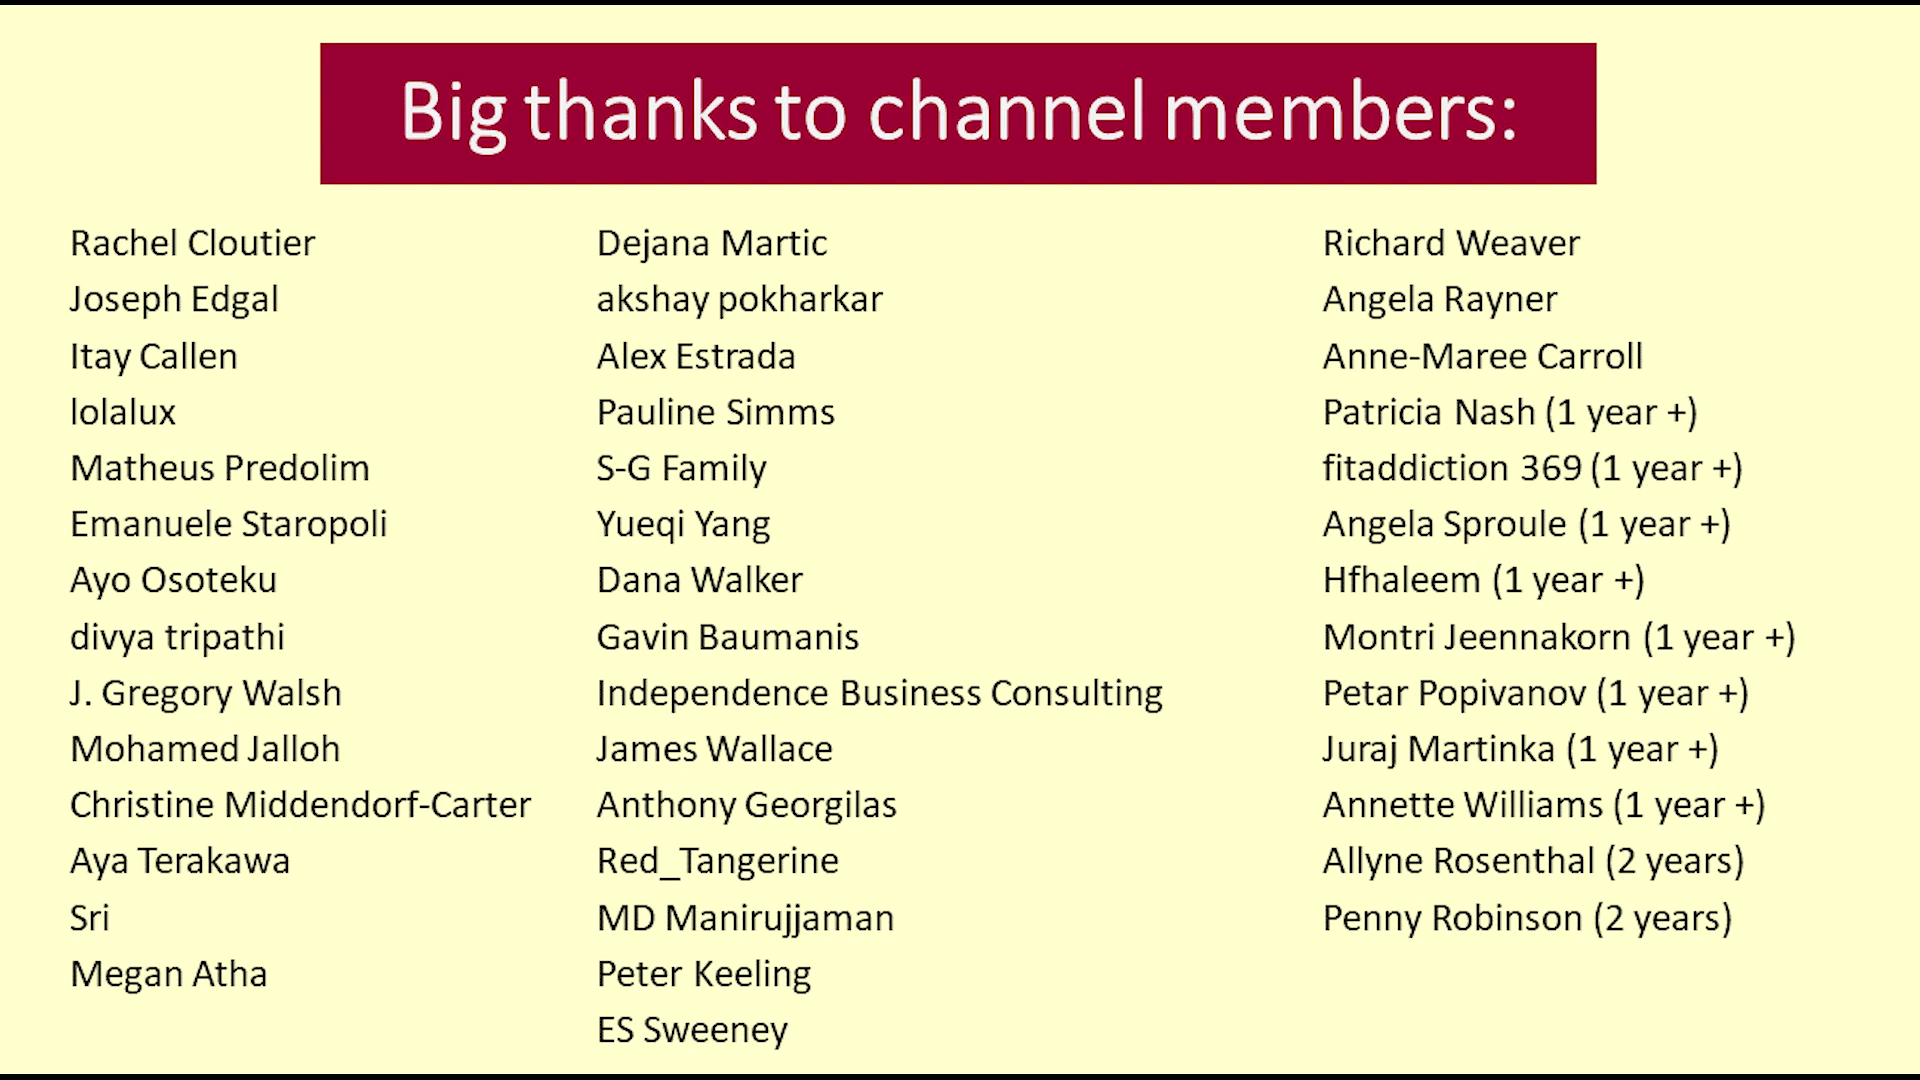 Big thanks to channel members:
Rachel Cloutier
Joseph Edgal
Itay Callen
lolalux
Matheus Predolim
Emanuele Staropoli
Ayo Osoteku
divya tripathi
J. Gregory Walsh
Mohamed Jalloh
Christine Middendorf-Carter
Aya Terakawa
Sri
Megan Atha
Dejana Martic
akshay pokharkar
Alex Estrada
Pauline Simms
S-G Family
Yueqi Yang
Dana Walker
Gavin Baumanis
Independence Business Consulting
James Wallace
Anthony Georgilas
Red_Tangerine
MD Manirujjaman
Peter Keeling
ES Sweeney
Richard Weaver
Angela Rayner
Anne-Maree Carroll
Patricia Nash (1 year +)
fitaddiction 369 (1 year +)
Angela Sproule (1 year +)
Hfhaleem (1 year +)
Montri Jeennakorn (1 year +)
Petar Popivanov (1 year +)
Juraj Martinka (1 year +)
Annette Williams (1 year +)
Allyne Rosenthal (2 years)
Penny Robinson (2 years)